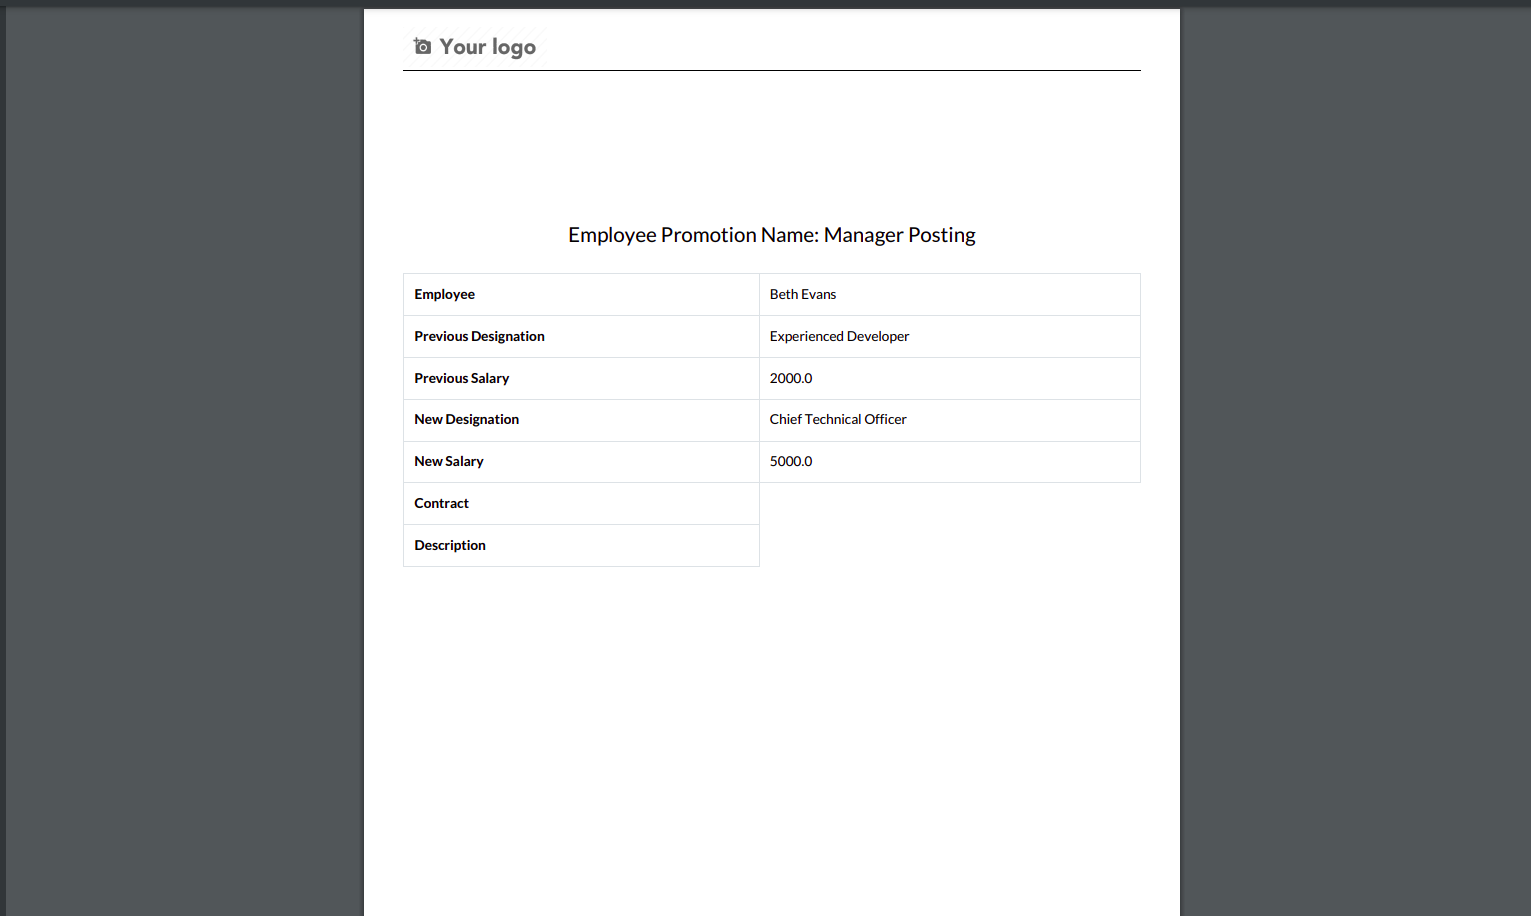 Your logo
Employee Promotion Name: Manager Posting
Employee Beth Evans
Previous Designation Experienced Developer
Previous Salary 2000.0
New Designation Chief Technical Officer
New Salary 5000.0
Contract
Description